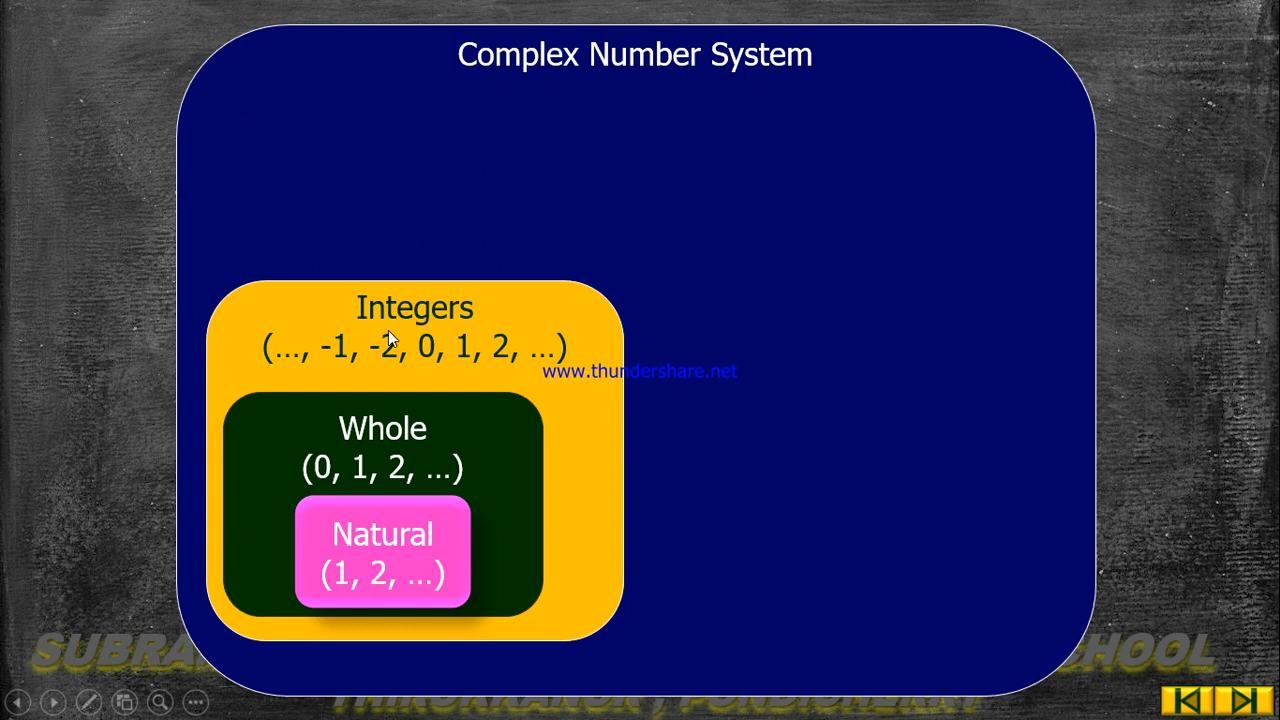 Complex Number System
Integers
(…, -1, -2, 0, 1, 2, …)
www.thundershare.net
Whole
(0, 1, 2, …)
Natural
(1, 2, …)